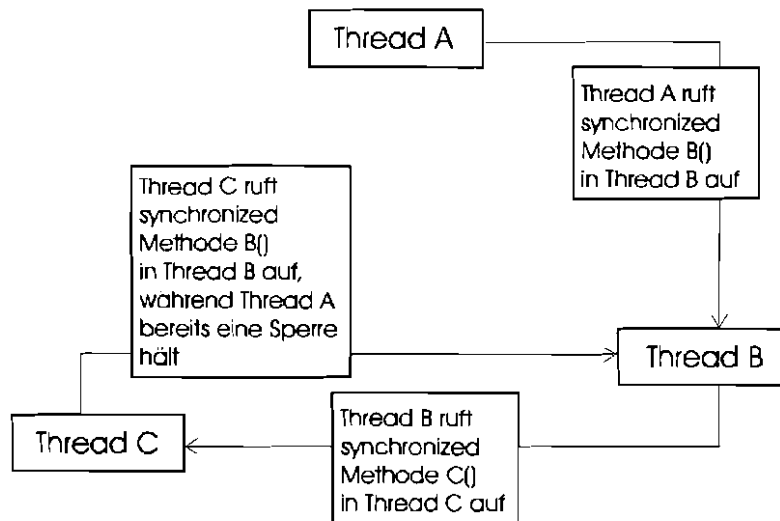 Thread A
Thread A ruft
synchronized
Methode B()
in Thread B auf
Thread C ruft
synchronized
Methode B()
in Thread B auf,
während Thread A
bereits eine Sperre
hält
Thread B
Thread C
Thread B ruft
synchronized
Methode C()
in Thread C auf